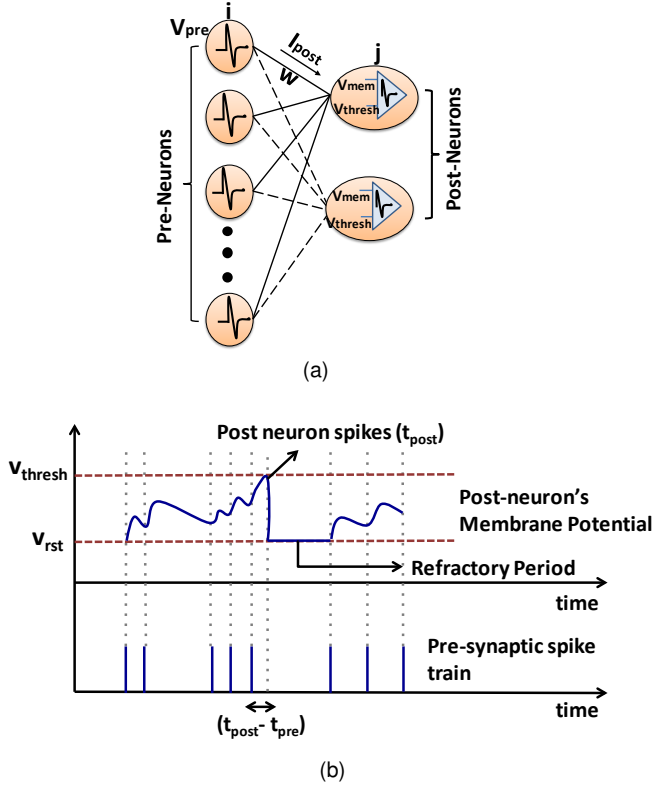 i
Vpre
Ipost
W
j
Vmem
Vthresh
Vmem
Vthresh
Pre-Neurons
Post-Neurons
(a)
Post neuron spikes (tpost)
Vthresh
Post-neuron's
Membrane Potential
Vrst
Refractory Period
time
Pre-synaptic spike
train
time
(tpost- tpre)
(b)